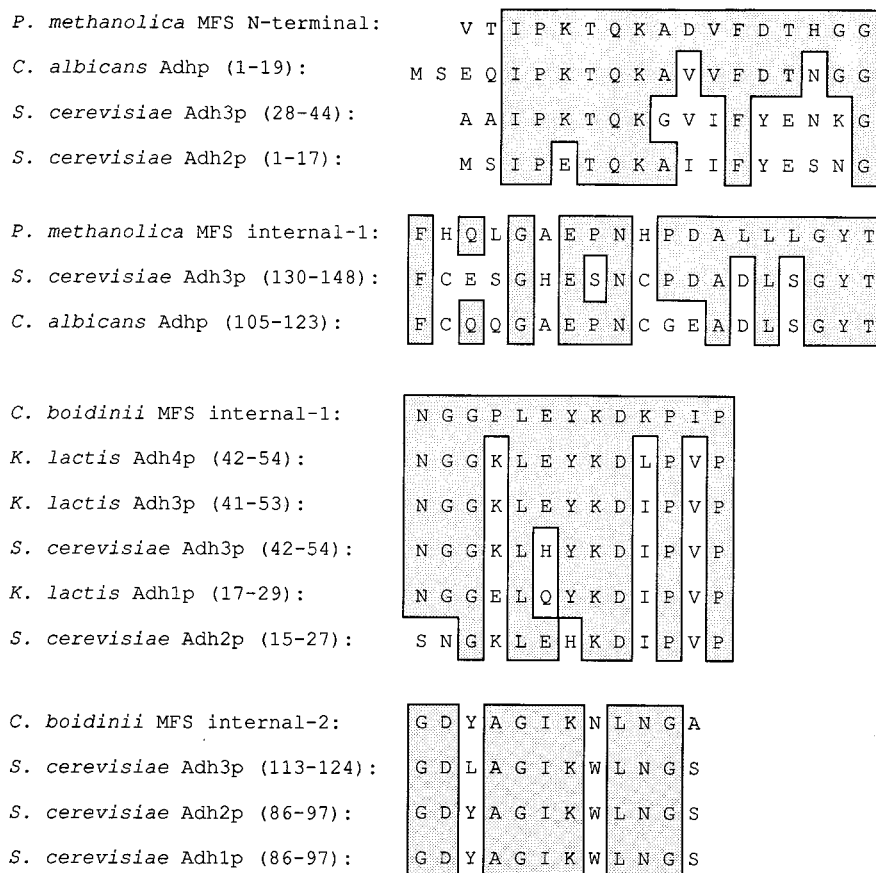 P. methanolica MFS N-terminal: V T I P K T Q K A D V F D T H G G
C. albicans Adhp (1-19): M S E Q I P K T Q K A V V F D T N G G
S. cerevisiae Adh3p (28-44): A A I P K T Q K G V I F Y E N K G
S. cerevisiae Adh2p (1-17): M S I P E T Q K A I I F Y E S N G
P. methanolica MFS internal-1: F H Q L G A E P N H P D A L L L G Y T
S. cerevisiae Adh3p (130-148): F C E S G H E S N C P D A D L S G Y T
C. albicans Adhp (105-123): F C Q Q G A E P N C G E A D L S G Y T
C. boidinii MFS internal-1: N G G P L E Y K D K P I P
K. lactis Adh4p (42-54): N G G K L E Y K D L P V P
K. lactis Adh3p (41-53): N G G K L E Y K D I P V P
S. cerevisiae Adh3p (42-54): N G G K L H Y K D I P V P
K. lactis Adh1p (17-29): N G G E L Q Y K D I P V P
S. cerevisiae Adh2p (15-27): S N G K L E H K D I P V P
C. boidinii MFS internal-2: G D Y A G I K N L N G A
S. cerevisiae Adh3p (113-124): G D L A G I K W L N G S
S. cerevisiae Adh2p (86-97): G D Y A G I K W L N G S
S. cerevisiae Adh1p (86-97): G D Y A G I K W L N G S